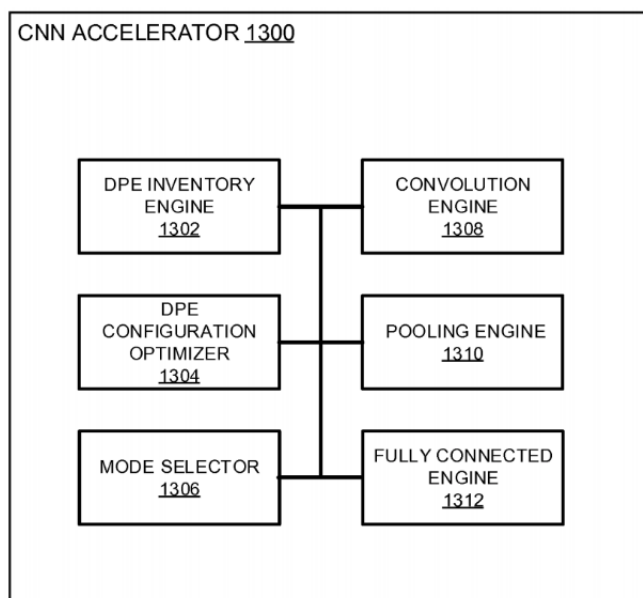 CNN ACCELERATOR 1300
DPE INVENTORY
ENGINE
1302
CONVOLUTION
ENGINE
1308
DPE
CONFIGURATION
OPTIMIZER
1304
POOLING ENGINE
1310
MODE SELECTOR
1306
FULLY CONNECTED
ENGINE
1312